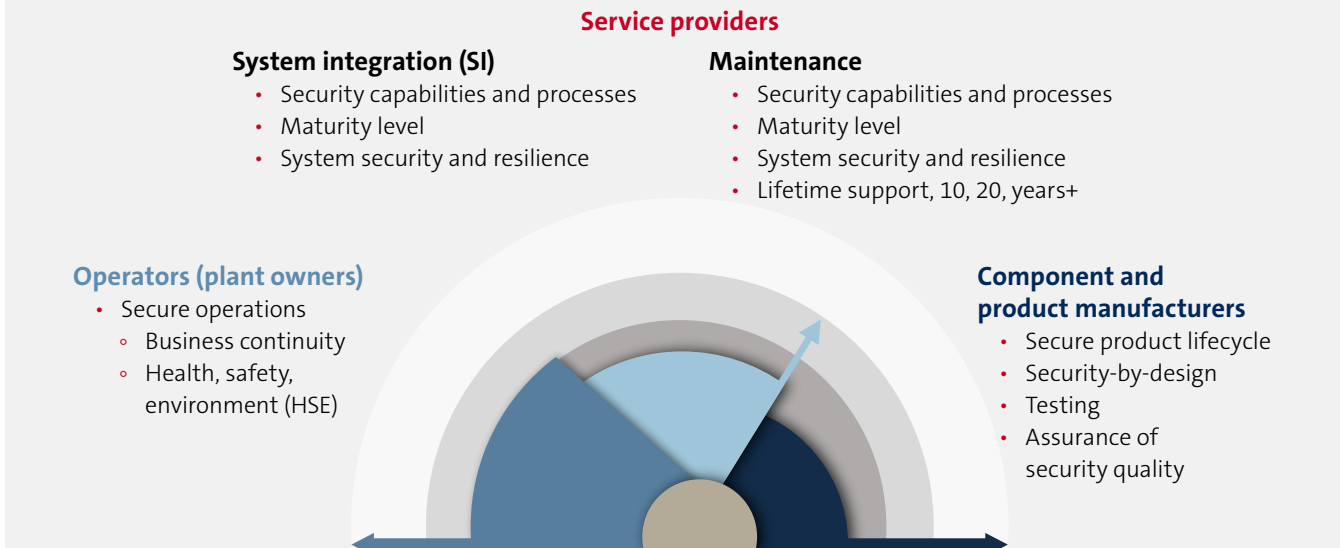 Service providers
System integration (SI)
• Security capabilities and processes
• Maturity level
• System security and resilience
Maintenance
• Security capabilities and processes
• Maturity level
• System security and resilience
• Lifetime support, 10, 20, years+
Operators (plant owners)
• Secure operations
◦ Business continuity
◦ Health, safety,
environment (HSE)
Component and
product manufacturers
• Secure product lifecycle
• Security-by-design
• Testing
• Assurance of
security quality